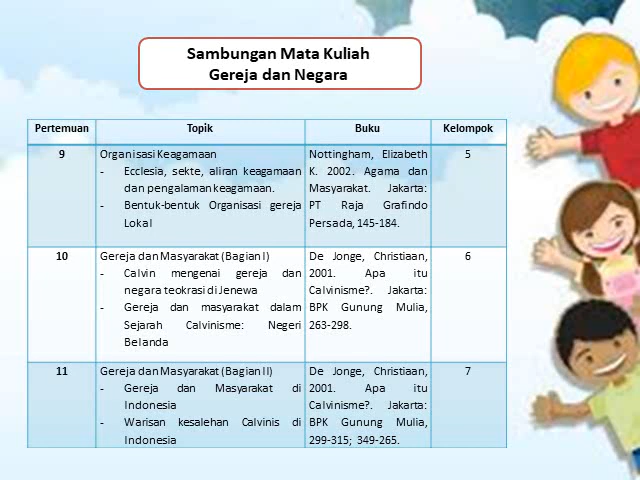 Sambungan Mata Kuliah
Gereja dan Negara
Pertemuan Topik Buku Kelompok
9
Organisasi Keagamaan
- Ecclesia, sekte, aliran keagamaan
dan pengalaman keagamaan.
- Bentuk-bentuk Organisasi gereja
Lokal
Nottingham, Elizabeth
K. 2002. Agama dan
Masyarakat. Jakarta:
PT Raja Grafindo
Persada, 145-184.
5
10
Gereja dan Masyarakat (Bagian I)
- Calvin mengenai gereja dan
negara teokrasi di Jenewa
- Gereja dan masyarakat dalam
Sejarah Calvinisme: Negeri
Belanda
De Jonge, Christiaan,
2001. Apa itu
Calvinisme?. Jakarta:
BPK Gunung Mulia,
263-298.
6
11
Gereja dan Masyarakat (Bagian II)
- Gereja dan Masyarakat di
Indonesia
- Warisan kesalehan Calvinis di
Indonesia
De Jonge, Christiaan,
2001. Apa itu
Calvinisme?. Jakarta:
BPK Gunung Mulia,
299-315; 349-265.
7